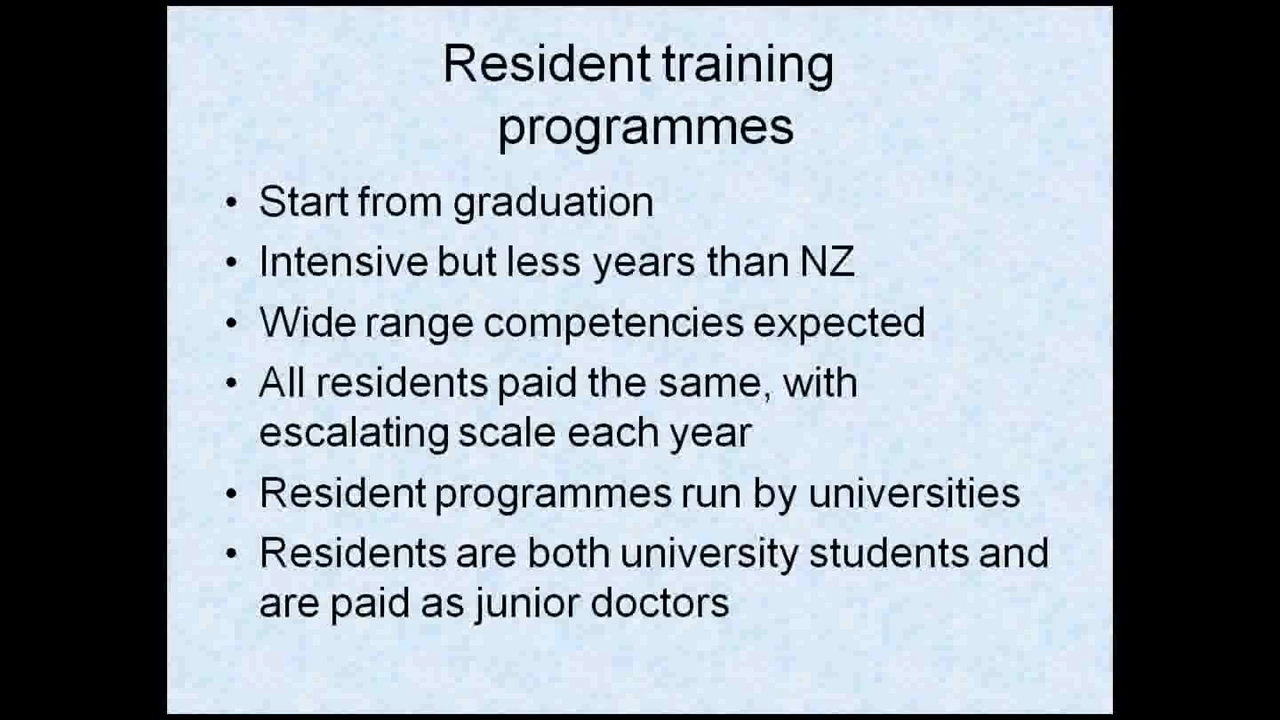 Resident training
programmes
• Start from graduation
• Intensive but less years than NZ
• Wide range competencies expected
• All residents paid the same, with
escalating scale each year
• Resident programmes run by universities
• Residents are both university students and
are paid as junior doctors